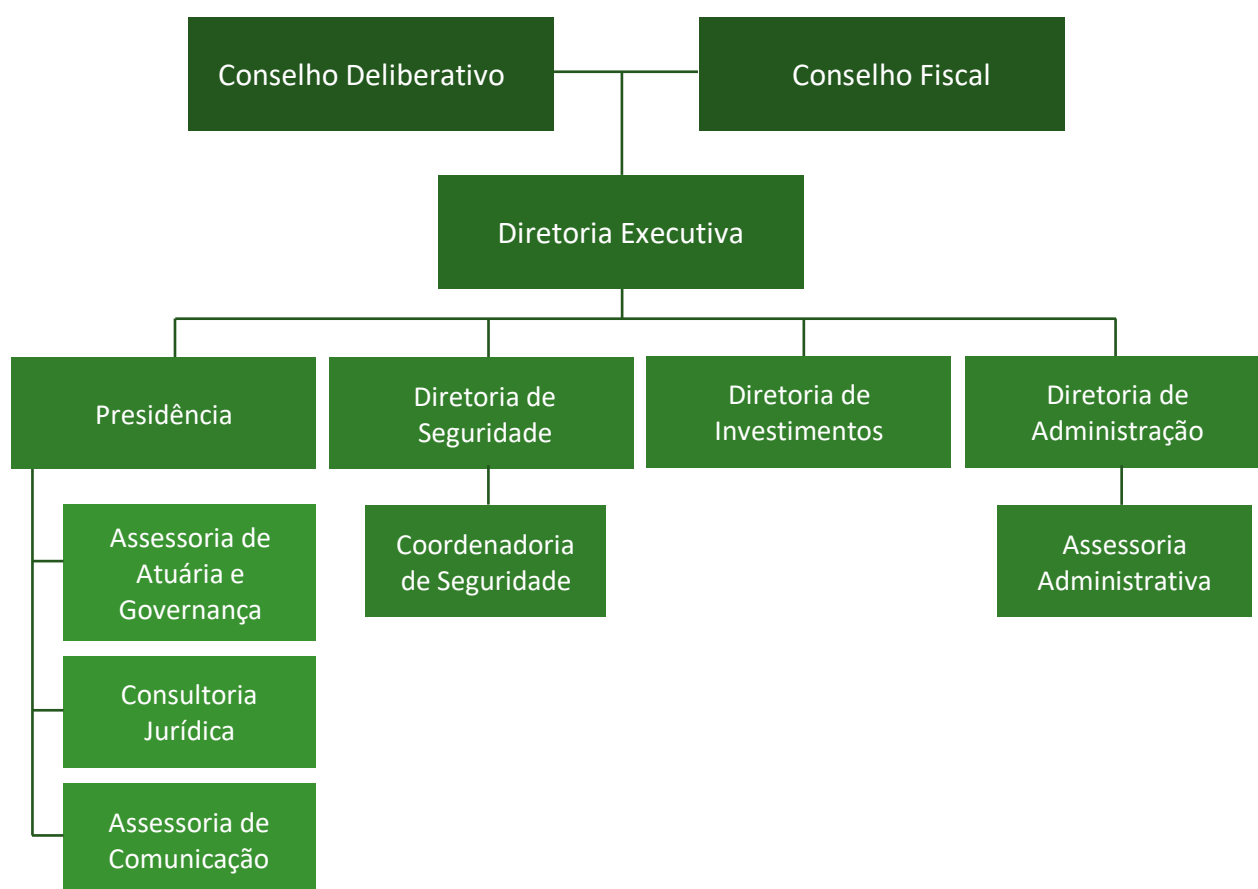 Conselho Deliberativo
Conselho Fiscal
Diretoria Executiva
Presidência
Diretoria de
Seguridade
Diretoria de
Investimentos
Diretoria de
Administração
Assessoria de
Atuária e
Governança
Coordenadoria
de Seguridade
Assessoria
Administrativa
Consultoria
Jurídica
Assessoria de
Comunicação